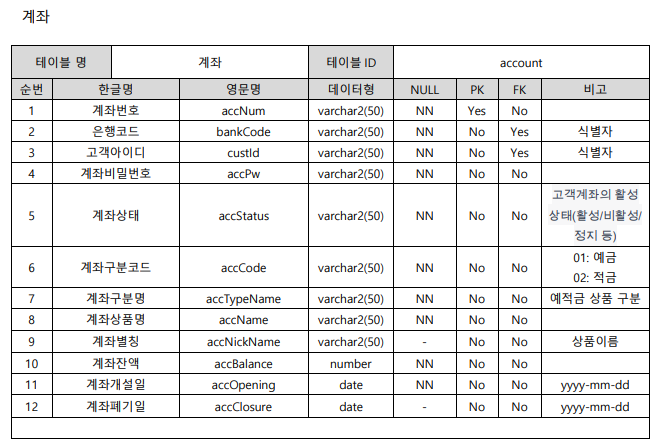 계좌
테이블 명 계좌 테이블 ID account
순번 한글명 영문명 데이터형 NULL PK FK 비고
1 계좌번호 accNum varchar2(50) NN Yes No
2 은행코드 bankCode varchar2(50) NN No Yes 식별자
3 고객아이디 custId varchar2(50) NN No Yes 식별자
4 계좌비밀번호 accPw varchar2(50) NN No No
5 계좌상태 accStatus varchar2(50) NN No No 고객계좌의 활성
상태(활성/비활성/
정지 등)
6 계좌구분코드 accCode varchar2(50) NN No No 01: 예금
02: 적금
7 계좌구분명 accTypeName varchar2(50) NN No No 예적금 상품 구분
8 계좌상품명 accName varchar2(50) NN No No
9 계좌별칭 accNickName varchar2(50) - No No 상품이름
10 계좌잔액 accBalance number NN No No
11 계좌개설일 accOpening date NN No No yyyy-mm-dd
12 계좌폐기일 accClosure date - No No yyyy-mm-dd